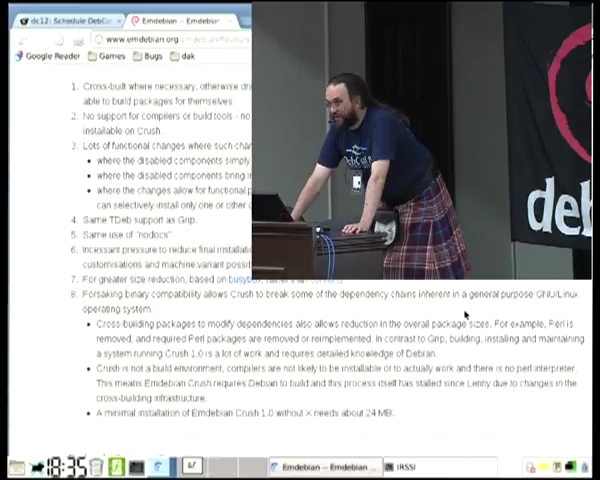 dc12: Schedule DebCo
Emdebian -- Emdebian
www.emdebian.org/emdebian/flavours
Google Reader Games Bugs dak
1. Cross-built where necessary, otherwise
able to build packages for themselves.
2. No support for compilers or build tools - no
installable on Crush.
3. Lots of functional changes where such
where the disabled components simply
where the disabled components bring
where the changes allow for functional
can selectively install only one or other
4. Same TDeb support as Grip.
5. Same use of "nodocs"
6. Incessant pressure to reduce final
customisations and machine:variant
7. For greater size reduction, based on busybox
8. Forsaking binary compatibility allows Crush to break some of the dependency chains inherent in a general purpose GNU/Linux
operating system.
Cross-building packages to modify dependencies also allows reduction in the overall package sizes. For example, Perl is
removed, and required Perl packages are removed or reimplemented. In contrast to Grip, building, installing and maintaining
a system running Crush 1.0 is a lot of work and requires detailed knowledge of Debian.
Crush is not a build environment, compilers are not likely to be installable or to actually work and there is no perl interpreter.
This means Emdebian Crush requires Debian to build and this process itself has stalled since Lenny due to changes in the
cross-building infrastructure.
A minimal installation of Emdebian Crush 1.0 without X needs about 24 MB.
deb
18:35
Emdebian -- Emdebian ...
IRSSI